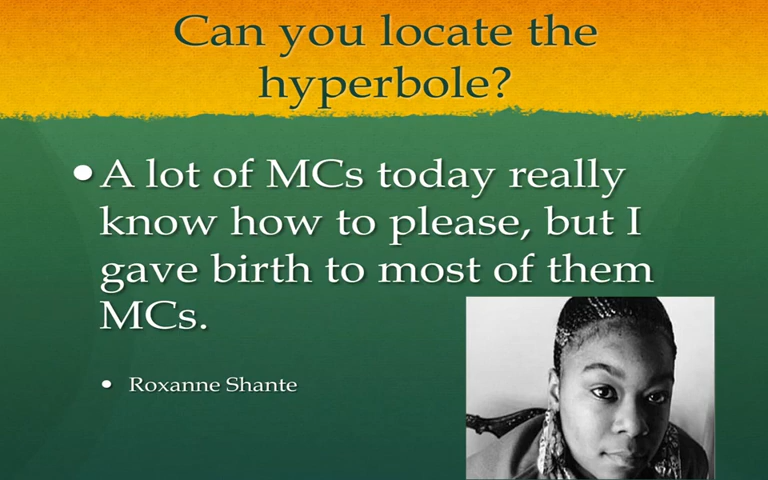 Can you locate the
hyperbole?
• A lot of MCs today really
know how to please, but I
gave birth to most of them
MCs.
• Roxanne Shante